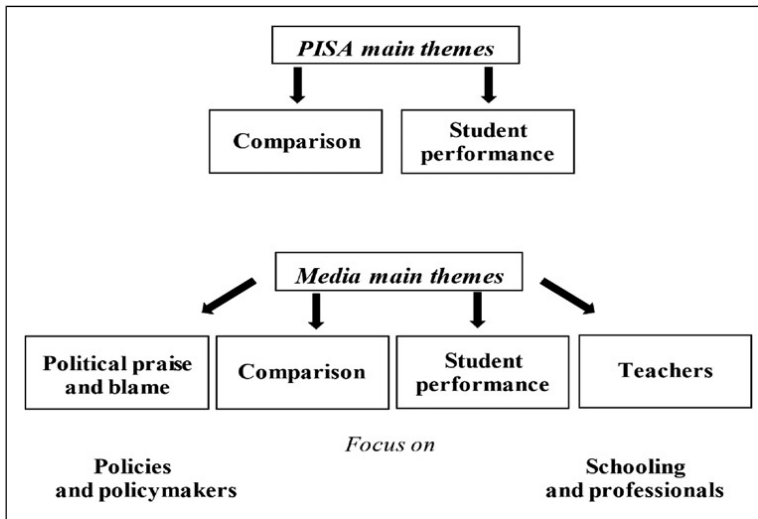 PISA main themes
Comparison
Student
performance
Media main themes
Political praise
and blame
Comparison
Student
performance
Teachers
Focus on
Policies
and policymakers
Schooling
and professionals